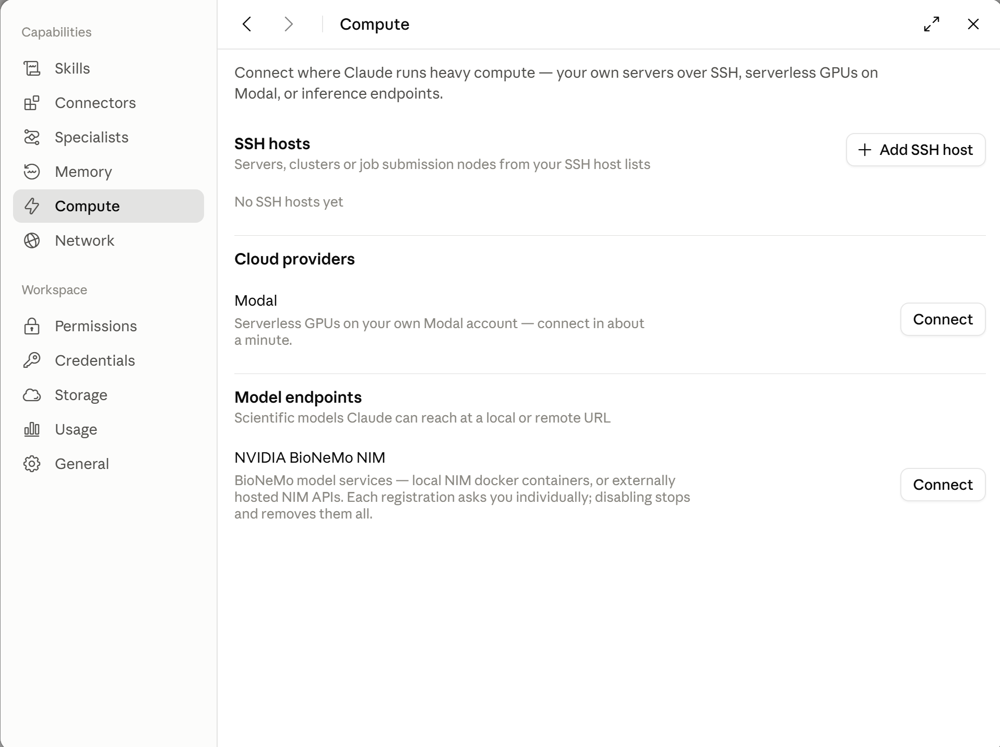 Capabilities
Skills
Connectors
Specialists
Memory
Compute
Network
Workspace
Permissions
Credentials
Storage
Usage
General
Compute
Connect where Claude runs heavy compute — your own servers over SSH, serverless GPUs on
Modal, or inference endpoints.
SSH hosts
Servers, clusters or job submission nodes from your SSH host lists
Add SSH host
No SSH hosts yet
Cloud providers
Modal
Serverless GPUs on your own Modal account — connect in about
a minute.
Connect
Model endpoints
Scientific models Claude can reach at a local or remote URL
NVIDIA BioNeMo NIM
BioNeMo model services — local NIM docker containers, or externally
hosted NIM APIs. Each registration asks you individually; disabling stops
and removes them all.
Connect